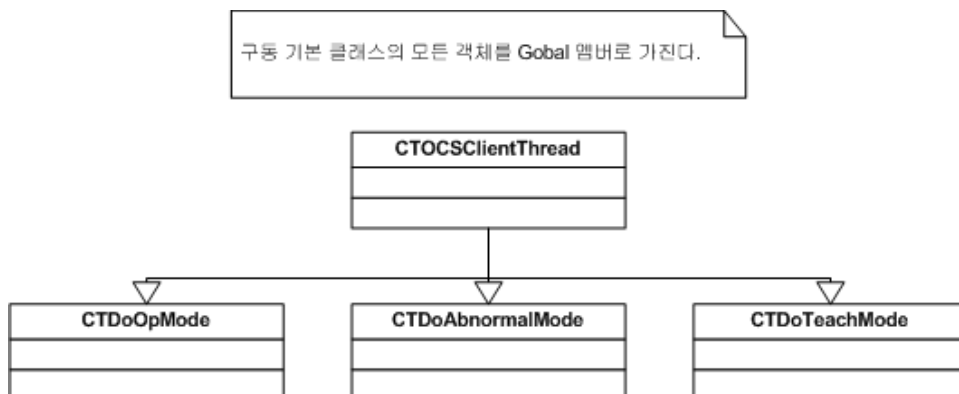 구동 기본 클래스의 모든 객체를 Gobal 멤버로 가진다.
CTOCSClientThread
CTDoOpMode
CTDoAbnormalMode
CTDoTeachMode